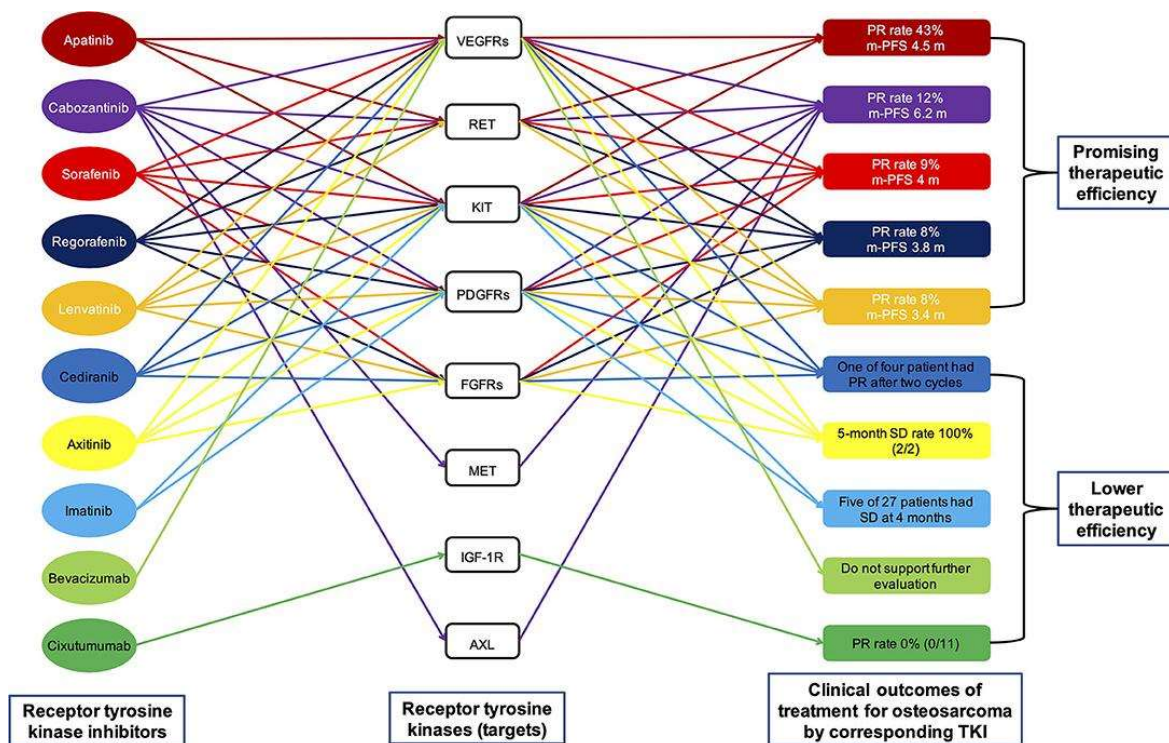 Apatinib
Cabozantinib
Sorafenib
Regorafenib
Lenvatinib
Cediranib
Axitinib
Imatinib
Bevacizumab
Cixutumumab
Receptor tyrosine
kinase inhibitors
VEGFRs
RET
KIT
PDGFRs
FGFRs
MET
IGF-1R
AXL
Receptor tyrosine
kinases (targets)
PR rate 43%
m-PFS 4.5 m
PR rate 12%
m-PFS 6.2 m
PR rate 9%
m-PFS 4 m
PR rate 8%
m-PFS 3.8 m
PR rate 8%
m-PFS 3.4 m
One of four patient had
PR after two cycles
5-month SD rate 100%
(2/2)
Five of 27 patients had
SD at 4 months
Do not support further
evaluation
PR rate 0% (0/11)
Clinical outcomes of
treatment for osteosarcoma
by corresponding TKI
Promising
therapeutic
efficiency
Lower
therapeutic
efficiency